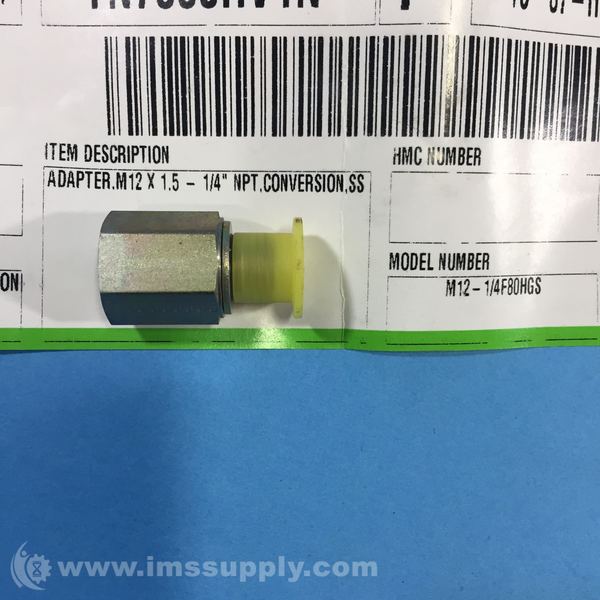 ITEM DESCRIPTION
ADAPTER.M12 X 1.5 - 1/4" NPT.CONVERSION,SS
HMC NUMBER
MODEL NUMBER
M12-1/4F80HGS
ON
www.imssupply.com